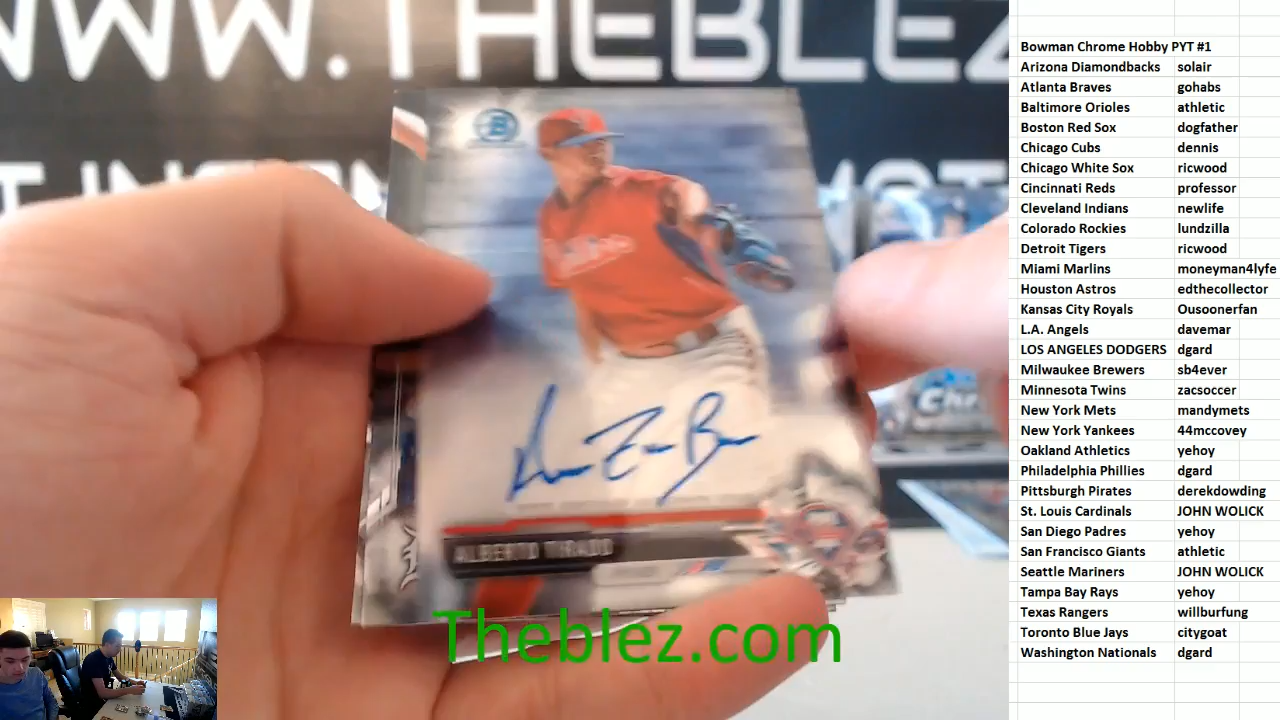 WWW.THEBLEZ
ALBERTO TIRADO
Theblez.com
Bowman Chrome Hobby PYT #1
Arizona Diamondbacks solair
Atlanta Braves gohabs
Baltimore Orioles athletic
Boston Red Sox dogfather
Chicago Cubs dennis
Chicago White Sox ricwood
Cincinnati Reds professor
Cleveland Indians newlife
Colorado Rockies lundzilla
Detroit Tigers ricwood
Miami Marlins moneyman4lyfe
Houston Astros edthecollector
Kansas City Royals Ousoonerfan
L.A. Angels davemar
LOS ANGELES DODGERS dgard
Milwaukee Brewers sb4ever
Minnesota Twins zacsoccer
New York Mets mandymets
New York Yankees 44mccovey
Oakland Athletics yehoy
Philadelphia Phillies dgard
Pittsburgh Pirates derekdowding
St. Louis Cardinals JOHN WOLICK
San Diego Padres yehoy
San Francisco Giants athletic
Seattle Mariners JOHN WOLICK
Tampa Bay Rays yehoy
Texas Rangers willburfung
Toronto Blue Jays citygoat
Washington Nationals dgard